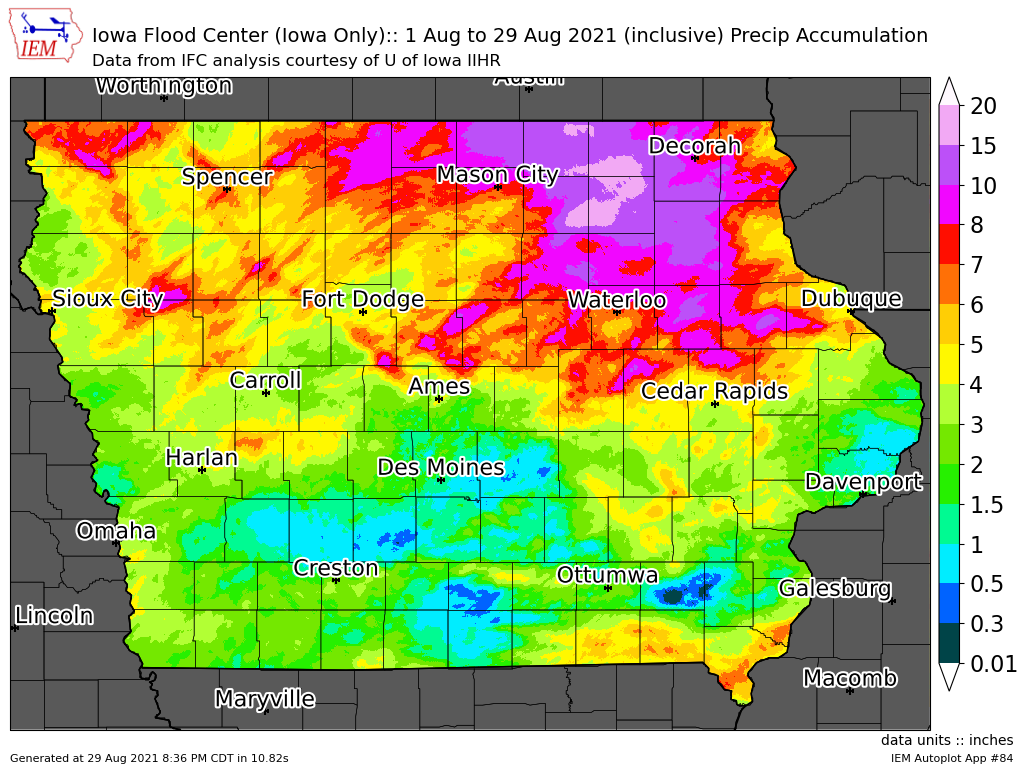 IEM
Iowa Flood Center (Iowa Only):: 1 Aug to 29 Aug 2021 (inclusive) Precip Accumulation
Data from IFC analysis courtesy of U of Iowa IIHR
Worthington
Austin
Decorah
Spencer
Mason City
Sioux City
Fort Dodge
Waterloo
Dubuque
Carroll
Ames
Cedar Rapids
Harlan
Des Moines
Davenport
Omaha
Creston
Ottumwa
Galesburg
Lincoln
Maryville
Macomb
20
15
10
8
7
6
5
4
3
2
1.5
1
0.5
0.3
0.01
data units :: inches
Generated at 29 Aug 2021 8:36 PM CDT in 10.82s
IEM Autoplot App #84